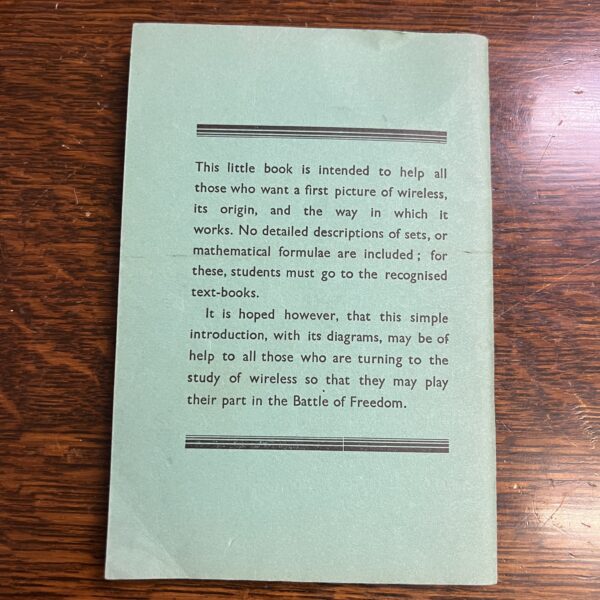 This little book is intended to help all
those who want a first picture of wireless,
its origin, and the way in which it
works. No detailed descriptions of sets, or
mathematical formulae are included ; for
these, students must go to the recognised
text-books.
It is hoped however, that this simple
introduction, with its diagrams, may be of
help to all those who are turning to the
study of wireless so that they may play
their part in the Battle of Freedom.